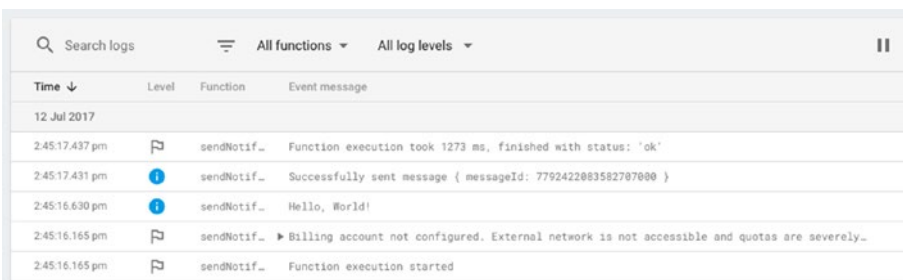 Search logs All functions All log levels
Time Level Function Event message
12 Jul 2017
2:45:17.437 pm sendNotif… Function execution took 1273 ms, finished with status: 'ok'
2:45:17.431 pm sendNotif… Successfully sent message { messageId: 7792422083582707000 }
2:45:16.630 pm sendNotif… Hello, World!
2:45:16.165 pm sendNotif… Billing account not configured. External network is not accessible and quotas are severely…
2:45:16.165 pm sendNotif… Function execution started